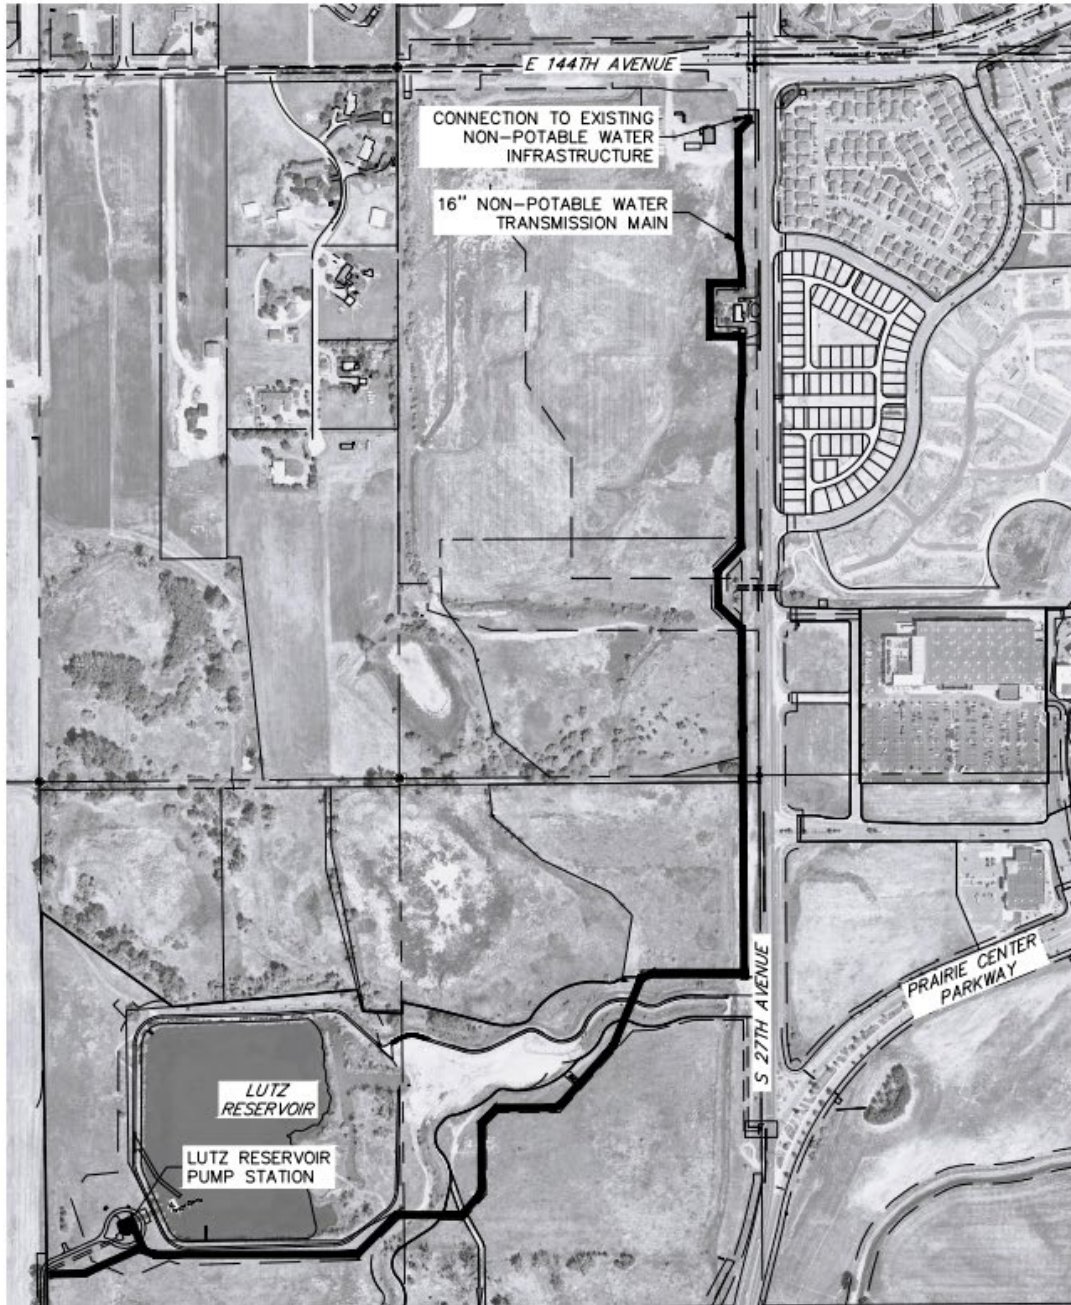 E 144TH AVENUE
CONNECTION TO EXISTING
NON-POTABLE WATER
INFRASTRUCTURE
16" NON-POTABLE WATER
TRANSMISSION MAIN
PRAIRIE CENTER
PARKWAY
S 27TH AVENUE
LUTZ
RESERVOIR
LUTZ RESERVOIR
PUMP STATION